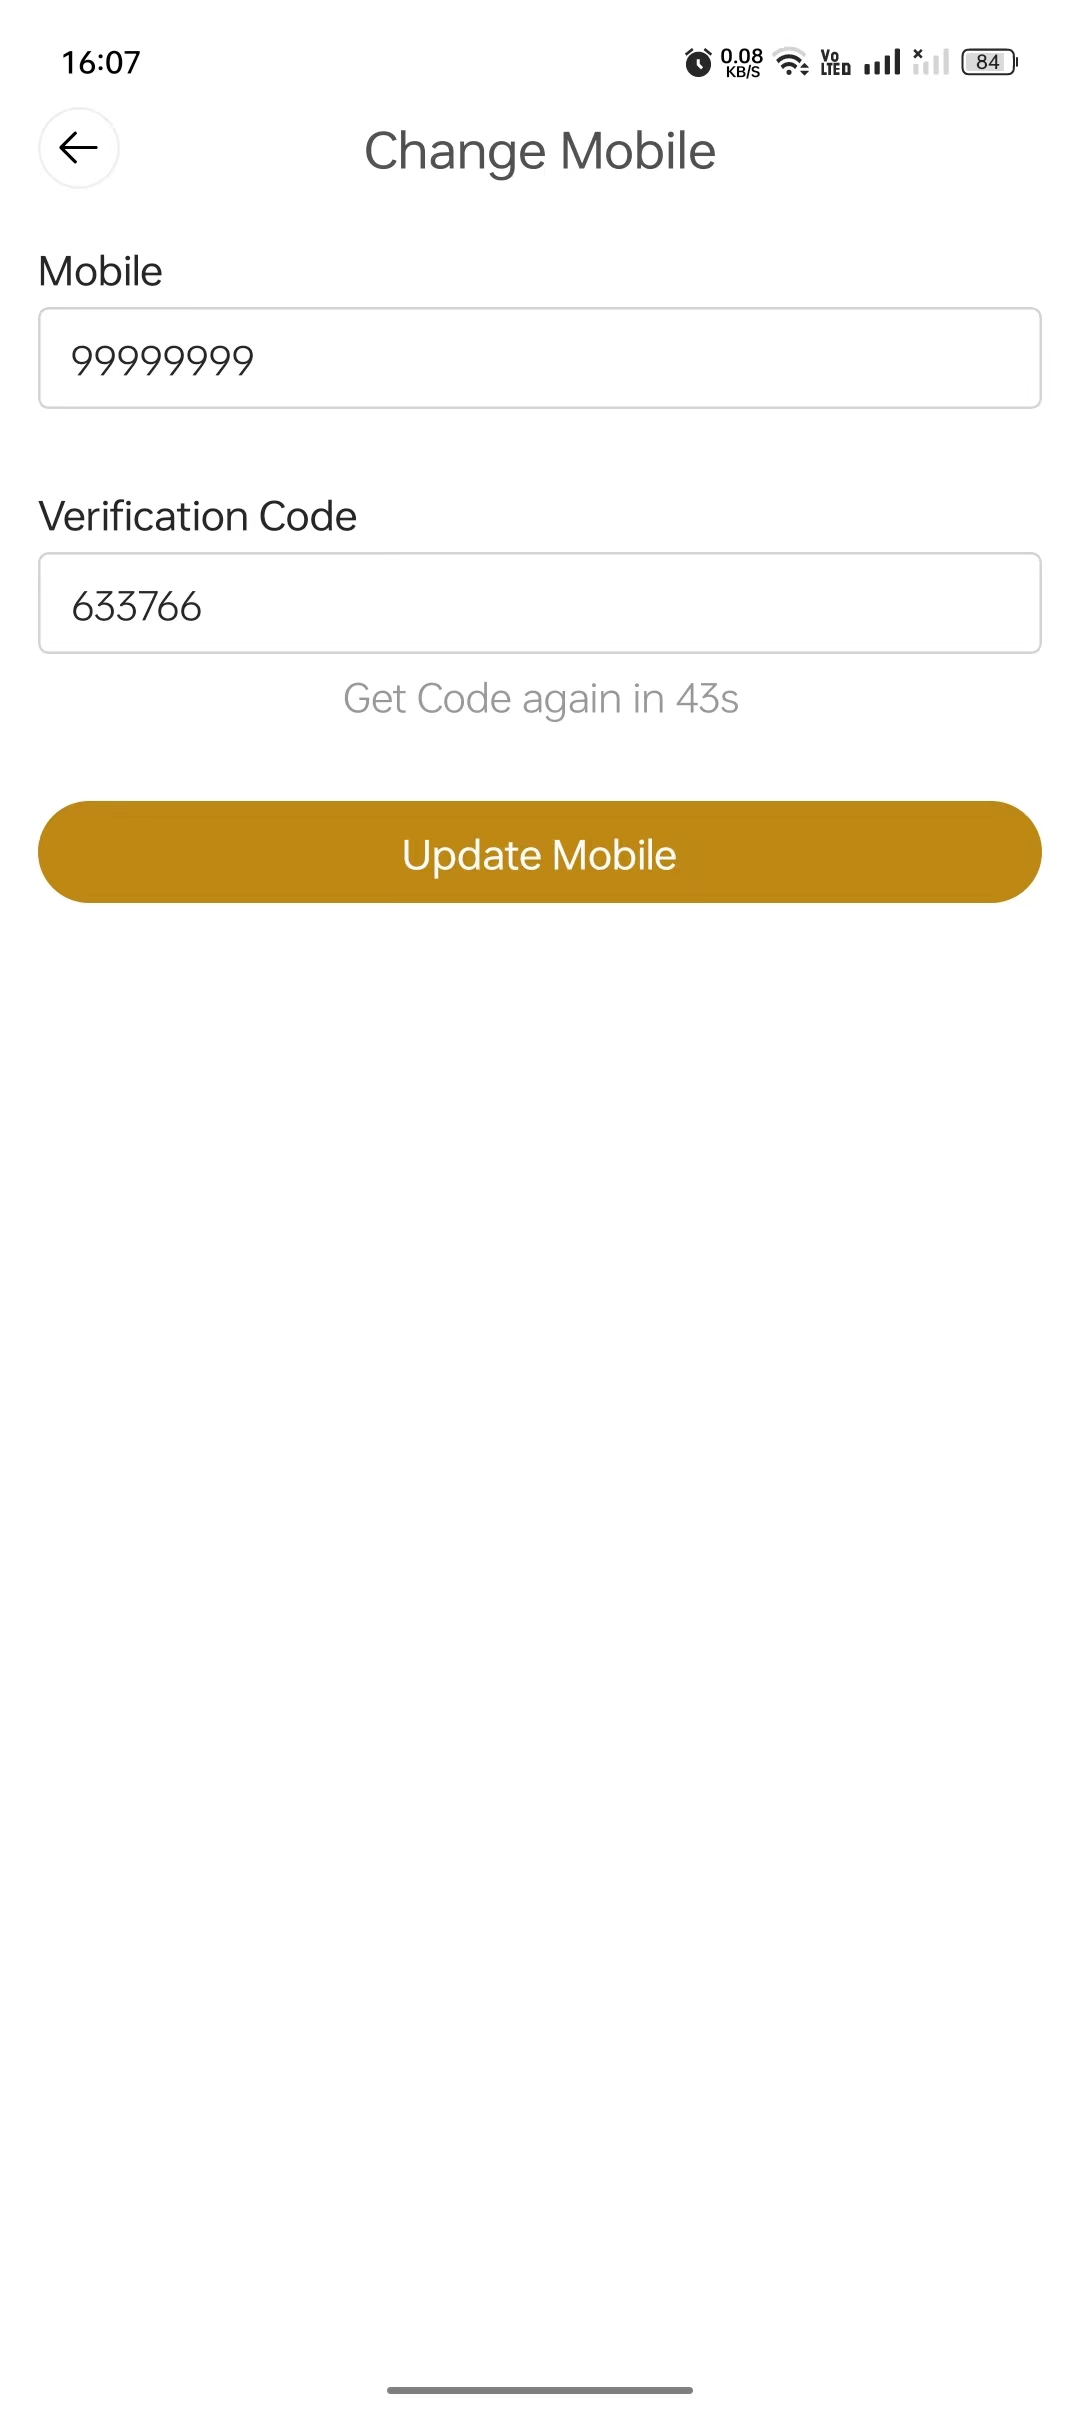 16:07
0.08
KB/S
Vo
LTED
84
Change Mobile
Mobile
99999999
Verification Code
633766
Get Code again in 43s
Update Mobile